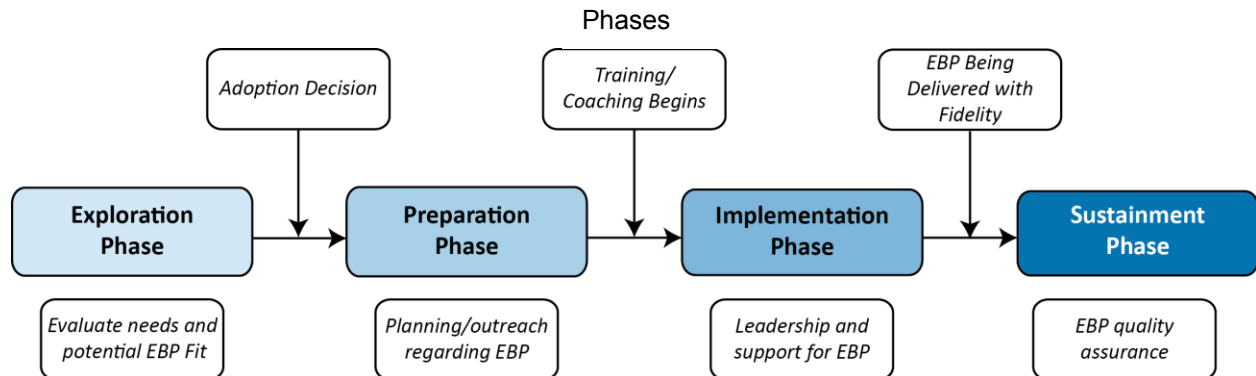 Phases
Adoption Decision
Training/
Coaching Begins
EBP Being
Delivered with
Fidelity
Exploration
Phase
Preparation
Phase
Implementation
Phase
Sustainment
Phase
Evaluate needs and
potential EBP Fit
Planning/outreach
regarding EBP
Leadership and
support for EBP
EBP quality
assurance